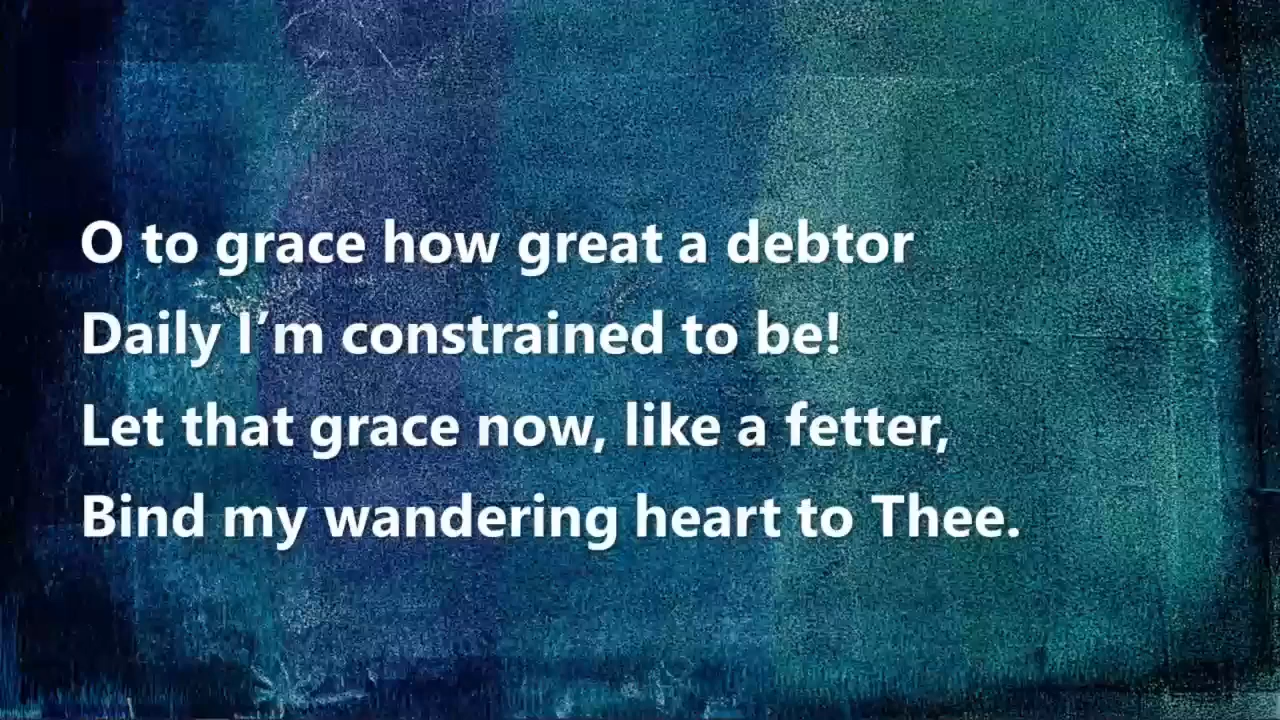 O to grace how great a debtor
Daily I’m constrained to be!
Let that grace now, like a fetter,
Bind my wandering heart to Thee.